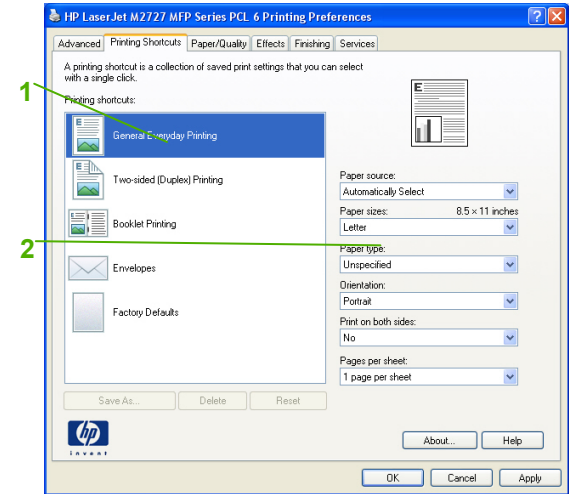 HP LaserJet M2727 MFP Series PCL 6 Printing Preferences
Advanced Printing Shortcuts Paper/Quality Effects Finishing Services
A printing shortcut is a collection of saved print settings that you can select
with a single click.
1
Printing shortcuts:
E
General Everyday Printing
E
Two-sided (Duplex) Printing
Booklet Printing
Envelopes
Factory Defaults
Save As... Delete Reset
E
Paper source:
Automatically Select
Paper sizes: 8.5 × 11 inches
Letter
2
Paper type:
Unspecified
Orientation:
Portrait
Print on both sides:
No
Pages per sheet:
1 page per sheet
hp
invent
About... Help
OK Cancel Apply